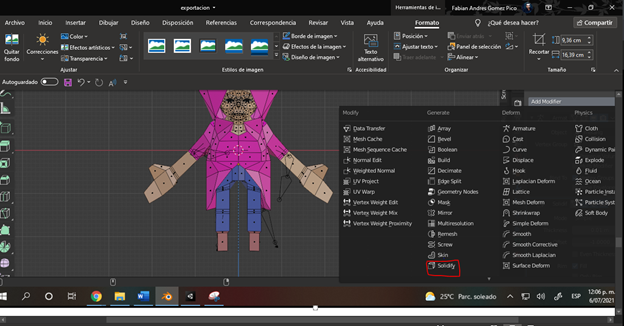 exportacion
Herramientas de i...
Fabian Andres Gomez Pico
Insertar Dibujar Diseño Disposición Referencias Correspondencia Revisar Vista Ayuda Formato ¿Qué desea hacer? Compartir
Quitar fondo
Correcciones
Color
Efectos artísticos
Transparencia
Ajustar
Estilos de imagen
Borde de imagen
Efectos de la imagen
Diseño de imagen
Texto alternativo
Accesibilidad
Posición
Ajustar texto
Panel de selección
Alinear
Organizar
Recortar
9,36 cm
16,39 cm
Tamaño
Autoguardado
Add Modifier
Modify
Data Transfer
Mesh Cache
Mesh Sequence Cache
Normal Edit
Weighted Normal
UV Project
UV Warp
Vertex Weight Edit
Vertex Weight Mix
Vertex Weight Proximity
Generate
Array
Bevel
Boolean
Build
Decimate
Edge Split
Geometry Nodes
Mask
Mirror
Multiresolution
Remesh
Screw
Skin
Solidify
Deform
Armature
Cast
Curve
Displace
Hook
Laplacian Deform
Lattice
Mesh Deform
Shrinkwrap
Simple Deform
Smooth
Smooth Corrective
Smooth Laplacian
Surface Deform
Physics
Cloth
Collision
Dynamic Pai
Explode
Fluid
Ocean
Particle Insta
Particle Syst
Soft Body
25°C Parc. soleado
ESP
12:06 p. m.
6/07/2021